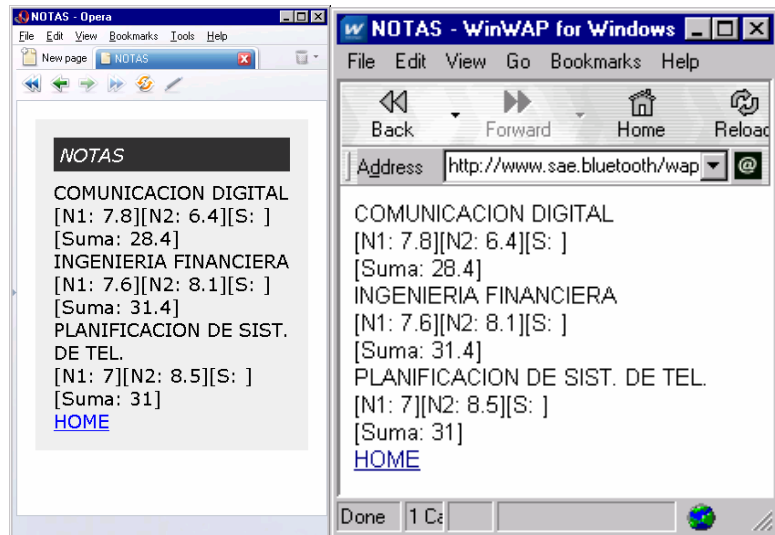 NOTAS - Opera
File Edit View Bookmarks Tools Help
New page NOTAS
NOTAS
COMUNICACION DIGITAL
[N1: 7.8][N2: 6.4][S: ]
[Suma: 28.4]
INGENIERIA FINANCIERA
[N1: 7.6][N2: 8.1][S: ]
[Suma: 31.4]
PLANIFICACION DE SIST.
DE TEL.
[N1: 7][N2: 8.5][S: ]
[Suma: 31]
HOME
w NOTAS - WinWAP for Windows
File Edit View Go Bookmarks Help
Back Forward Home Reload
Address http://www.sae.bluetooth/wap @
COMUNICACION DIGITAL
[N1: 7.8][N2: 6.4][S: ]
[Suma: 28.4]
INGENIERIA FINANCIERA
[N1: 7.6][N2: 8.1][S: ]
[Suma: 31.4]
PLANIFICACION DE SIST. DE TEL.
[N1: 7][N2: 8.5][S: ]
[Suma: 31]
HOME
Done 1 Ca